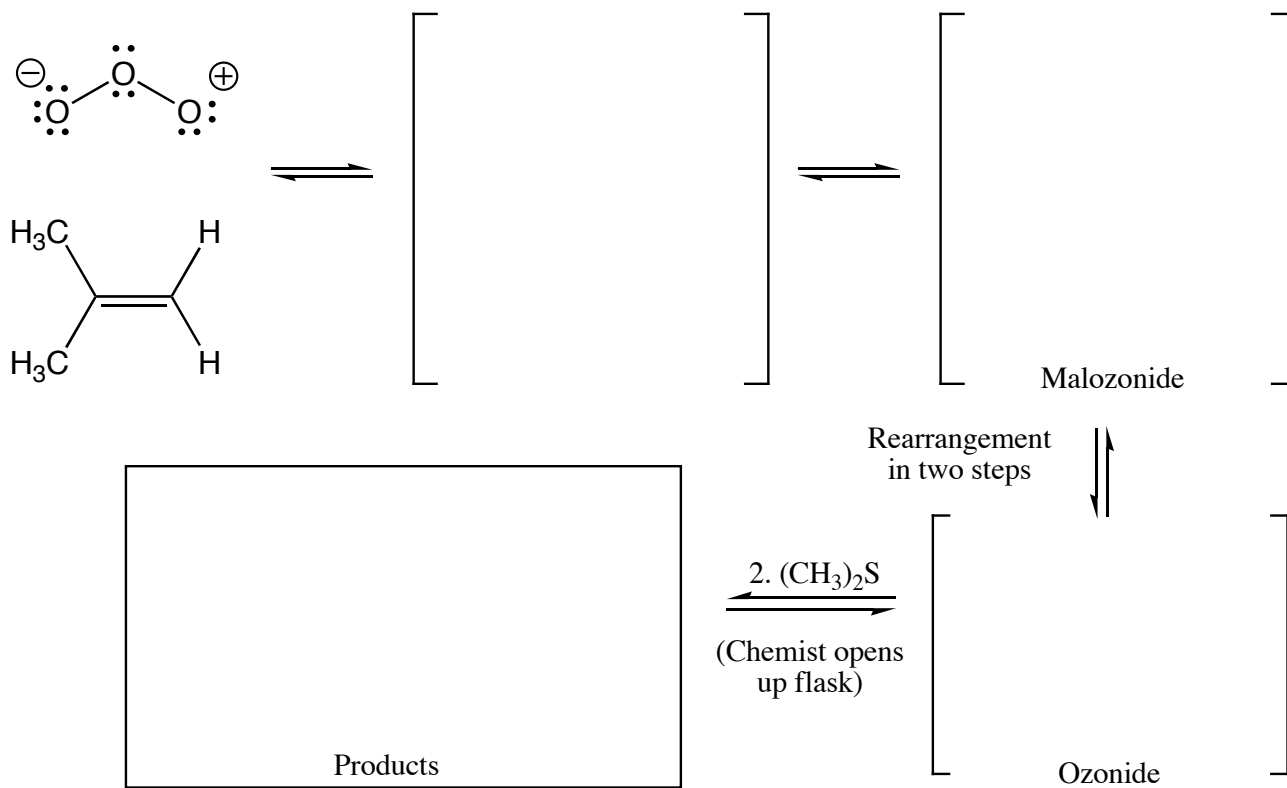 ⊖ O O O ⊕
H₃C H
H₃C H
Malozonide
Rearrangement
in two steps
2. (CH₃)₂S
(Chemist opens
up flask)
Products
Ozonide